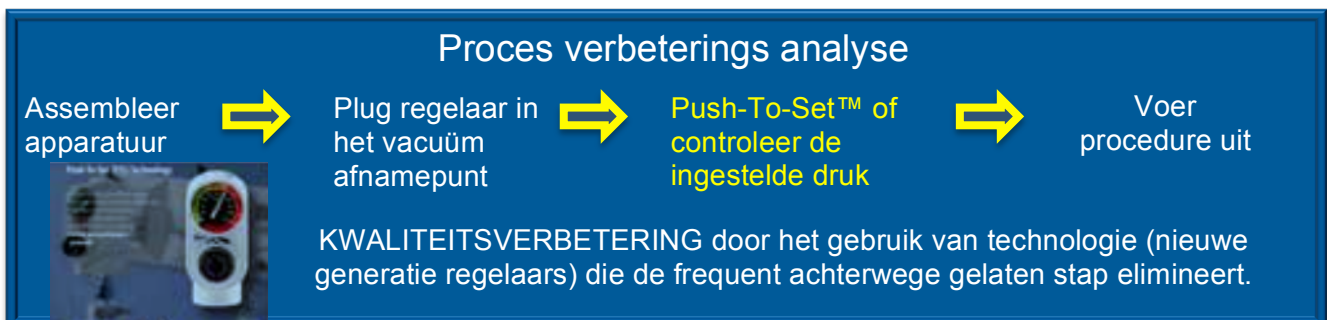 Proces verbeterings analyse
Assembleer
apparatuur
Plug regelaar in
het vacuüm
afnamepunt
Push-To-Set™ of
controleer de
ingestelde druk
Voer
procedure uit
KWALITEITSVERBETERING door het gebruik van technologie (nieuwe
generatie regelaars) die de frequent achterwege gelaten stap elimineert.